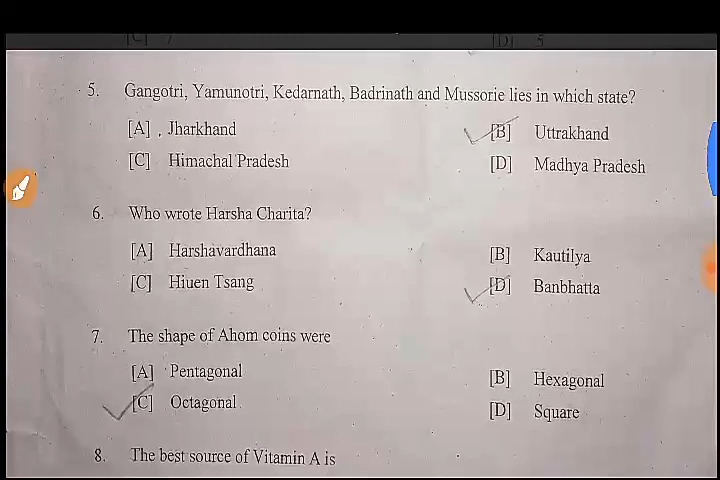 [C] 7 [D] 5
5. Gangotri, Yamunotri, Kedarnath, Badrinath and Mussorie lies in which state?
[A] Jharkhand [B] Uttrakhand
[C] Himachal Pradesh [D] Madhya Pradesh
6. Who wrote Harsha Charita?
[A] Harshavardhana [B] Kautilya
[C] Hiuen Tsang [D] Banbhatta
7. The shape of Ahom coins were
[A] Pentagonal [B] Hexagonal
[C] Octagonal [D] Square
8. The best source of Vitamin A is